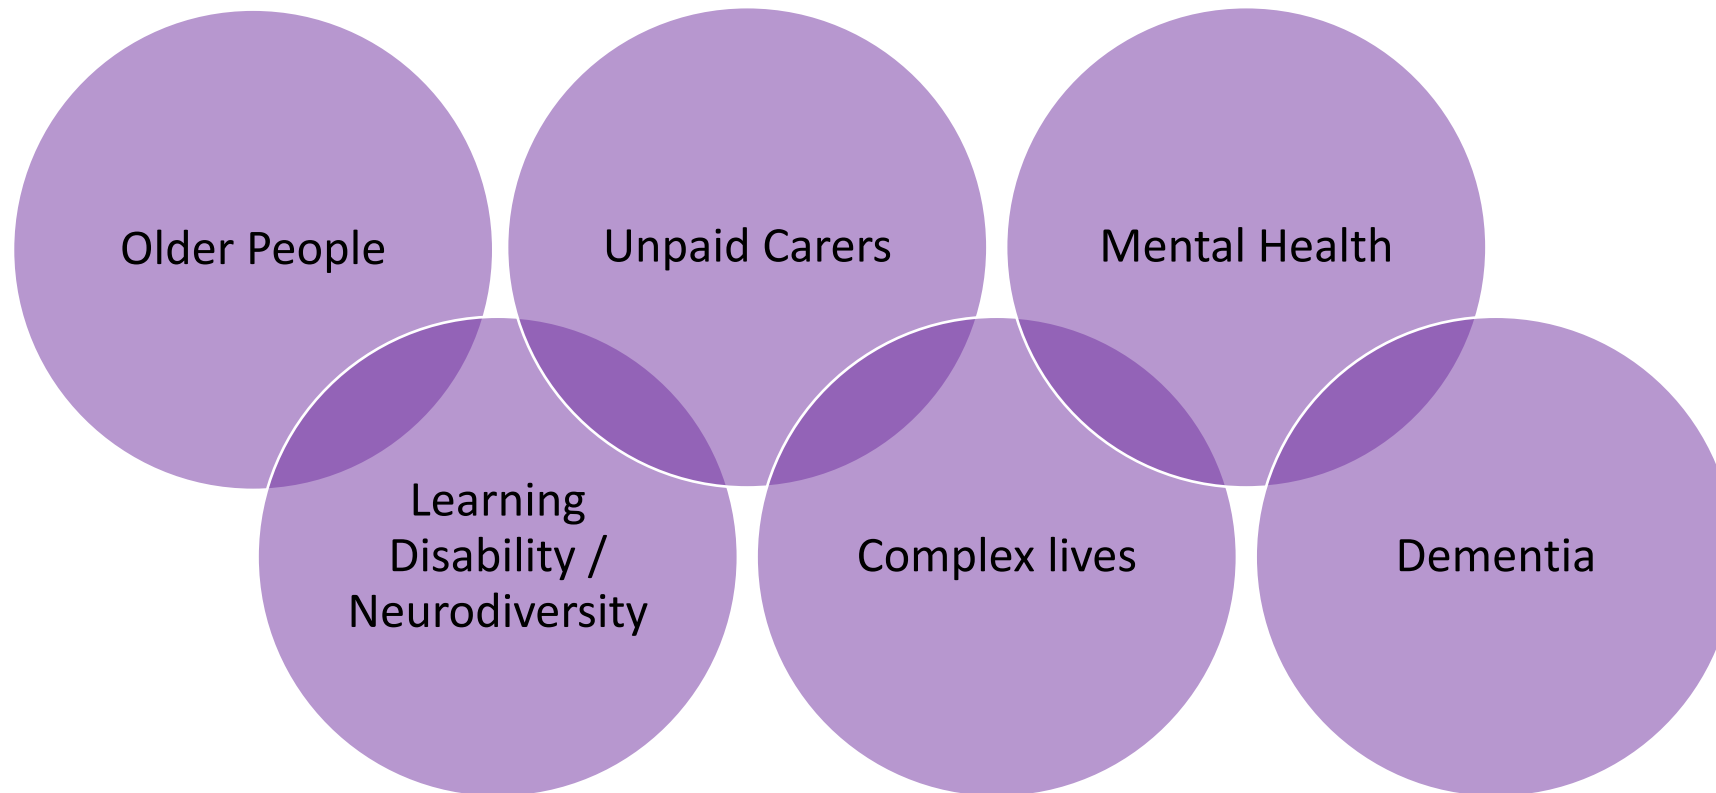 Older People
Unpaid Carers
Mental Health
Learning
Disability /
Neurodiversity
Complex lives
Dementia